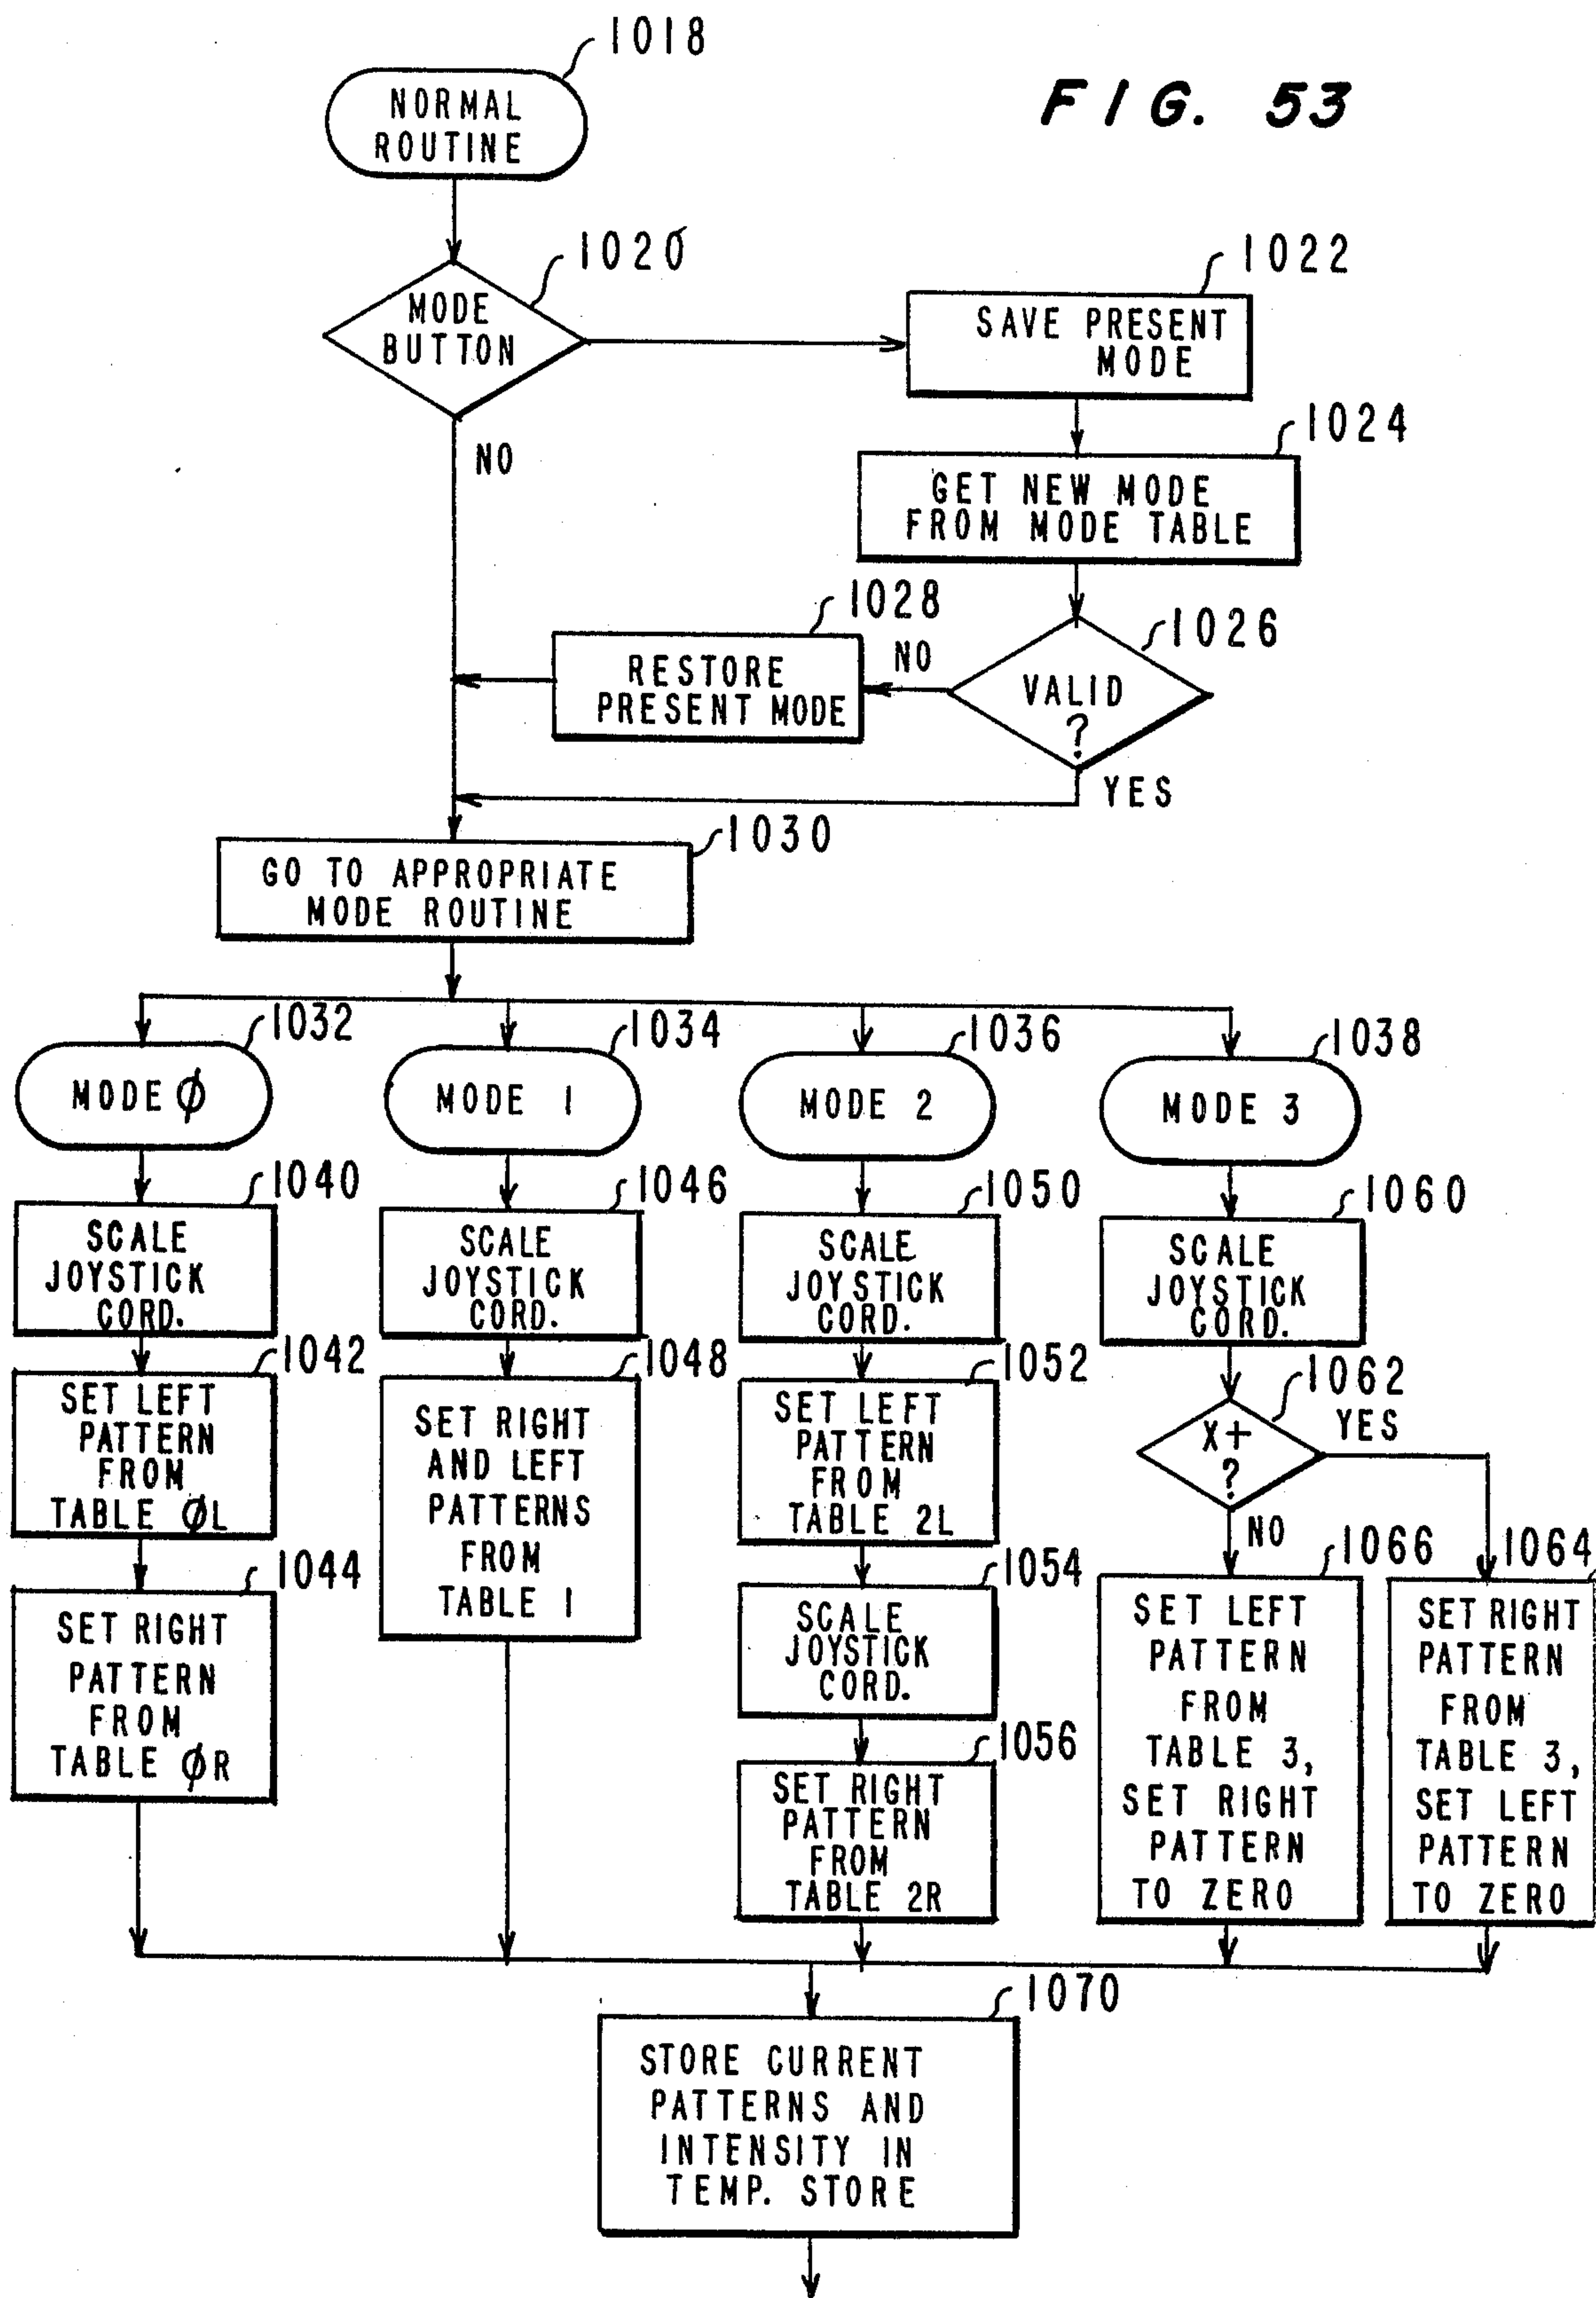 1018
FIG. 53
NORMAL
ROUTINE
1020
MODE
BUTTON
1022
SAVE PRESENT
MODE
NO
1024
GET NEW MODE
FROM MODE TABLE
1028
RESTORE
PRESENT MODE
NO
1026
VALID
?
YES
1030
GO TO APPROPRIATE
MODE ROUTINE
1032
MODE Ø
1034
MODE 1
1036
MODE 2
1038
MODE 3
1040
SCALE
JOYSTICK
CORD.
1046
SCALE
JOYSTICK
CORD.
1050
SCALE
JOYSTICK
CORD.
1060
SCALE
JOYSTICK
CORD.
1042
SET LEFT
PATTERN
FROM
TABLE ØL
1048
SET RIGHT
AND LEFT
PATTERNS
FROM
TABLE 1
1052
SET LEFT
PATTERN
FROM
TABLE 2L
1062
X+
?
YES
NO
1044
SET RIGHT
PATTERN
FROM
TABLE ØR
1054
SCALE
JOYSTICK
CORD.
1056
SET RIGHT
PATTERN
FROM
TABLE 2R
1066
SET LEFT
PATTERN
FROM
TABLE 3,
SET RIGHT
PATTERN
TO ZERO
1064
SET RIGHT
PATTERN
FROM
TABLE 3,
SET LEFT
PATTERN
TO ZERO
1070
STORE CURRENT
PATTERNS AND
INTENSITY IN
TEMP. STORE